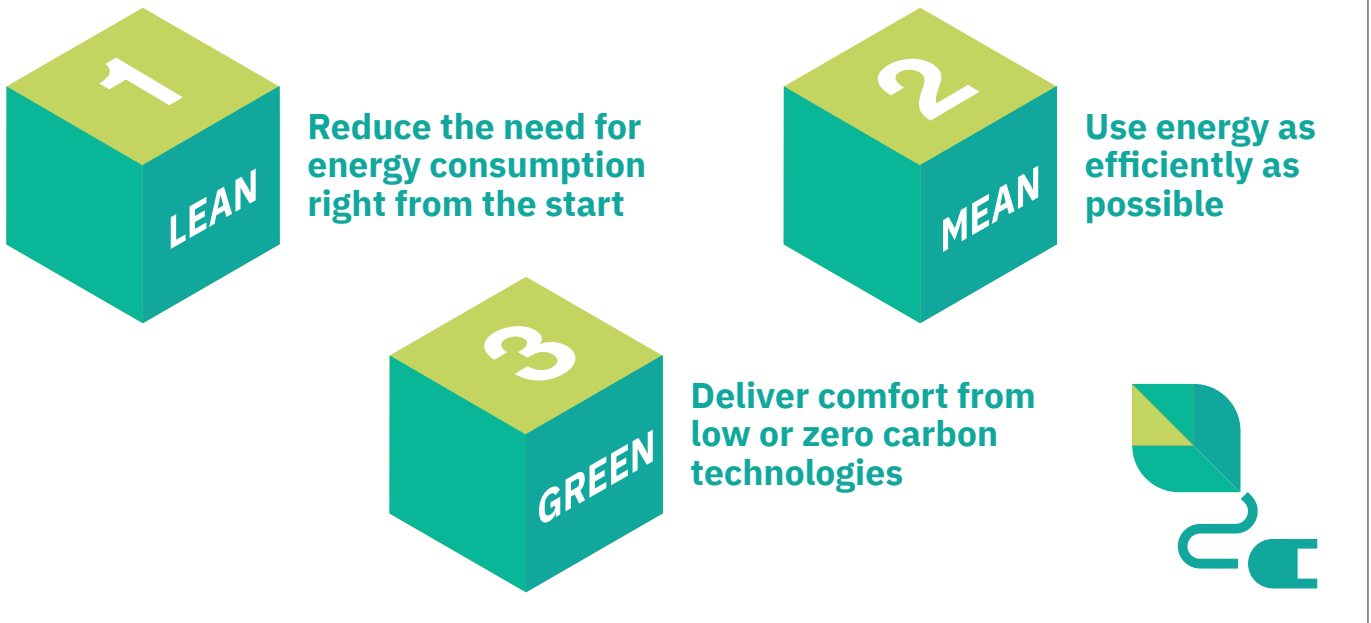 1
LEAN
Reduce the need for
energy consumption
right from the start
2
MEAN
Use energy as
efficiently as
possible
3
GREEN
Deliver comfort from
low or zero carbon
technologies